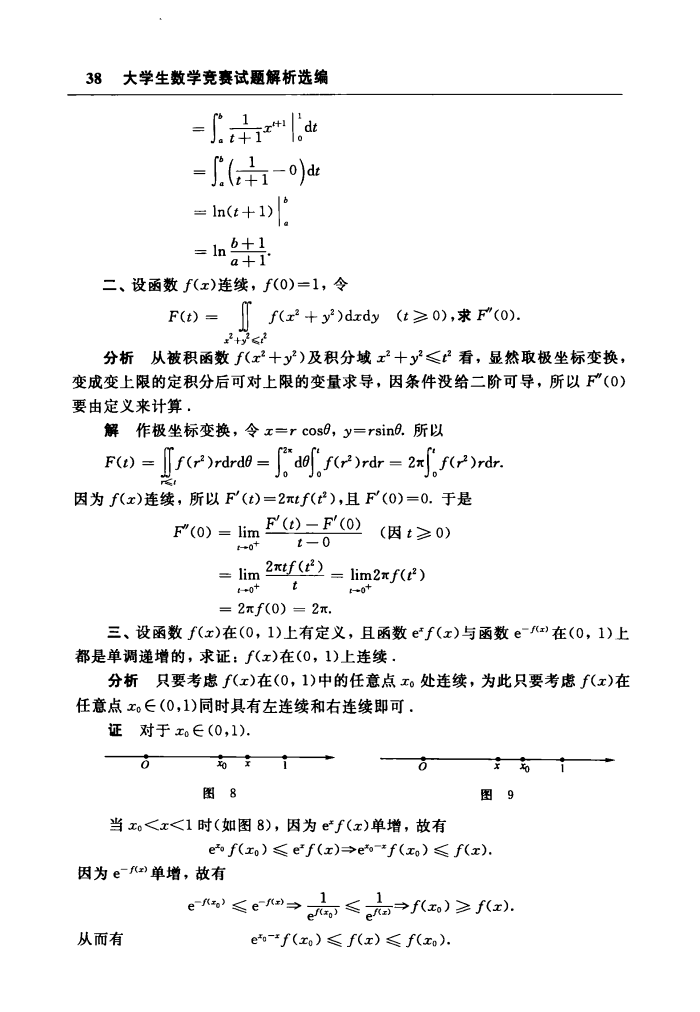 38 大学生数学竞赛试题解析选编
$=\int_a^b \frac{1}{t+1}x^{t+1}\Big|_0^1 dt$
$=\int_a^b \left(\frac{1}{t+1}-0\right)dt$
$=\ln(t+1)\Big|_a^b$
$=\ln\frac{b+1}{a+1}.$
二、设函数 f(x)连续，f(0)=1，令
$F(t)=\iint\limits_{x^2+y^2\leqslant t^2} f(x^2+y^2)dxdy\quad (t\geqslant 0)$,求 $F''(0)$.
分析 从被积函数 $f(x^2+y^2)$及积分域 $x^2+y^2\leqslant t^2$ 看，显然取极坐标变换，
变成变上限的定积分后可对上限的变量求导，因条件没给二阶可导，所以 $F''(0)$
要由定义来计算．
解 作极坐标变换，令 $x=r\cos\theta$，$y=r\sin\theta$. 所以
$F(t)=\iint\limits_{r\leqslant t} f(r^2)rdrd\theta=\int_0^{2\pi}d\theta\int_0^t f(r^2)rdr=2\pi\int_0^t f(r^2)rdr.$
因为 f(x)连续，所以 $F'(t)=2\pi tf(t^2)$,且 $F'(0)=0$. 于是
$F''(0)=\lim\limits_{t\to 0^+}\frac{F'(t)-F'(0)}{t-0}$ （因 $t\geqslant 0$)
$=\lim\limits_{t\to 0^+}\frac{2\pi tf(t^2)}{t}=\lim\limits_{t\to 0^+}2\pi f(t^2)$
$=2\pi f(0)=2\pi.$
三、设函数 f(x)在(0，1)上有定义，且函数 $e^x f(x)$与函数 $e^{-f(x)}$在(0，1)上
都是单调递增的，求证：f(x)在(0，1)上连续．
分析 只要考虑 f(x)在(0，1)中的任意点 $x_0$ 处连续，为此只要考虑 f(x)在
任意点 $x_0\in(0,1)$同时具有左连续和右连续即可．
证 对于 $x_0\in(0,1)$.
O $x_0$ x 1
O x $x_0$ 1
图 8
图 9
当 $x_0<x<1$ 时(如图 8)，因为 $e^x f(x)$单增，故有
$e^{x_0}f(x_0)\leqslant e^x f(x)\Rightarrow e^{x_0-x}f(x_0)\leqslant f(x).$
因为 $e^{-f(x)}$单增，故有
$e^{-f(x_0)}\leqslant e^{-f(x)}\Rightarrow\frac{1}{e^{f(x_0)}}\leqslant\frac{1}{e^{f(x)}}\Rightarrow f(x_0)\geqslant f(x).$
从而有 $e^{x_0-x}f(x_0)\leqslant f(x)\leqslant f(x_0).$